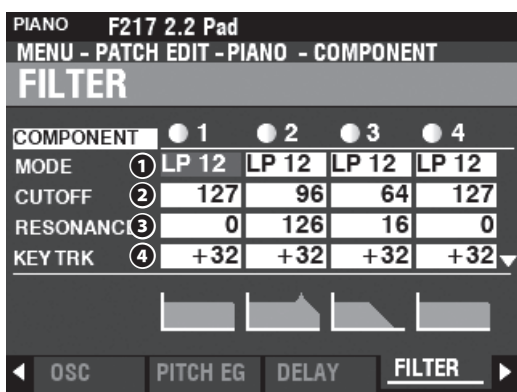 PIANO F217 2.2 Pad
MENU - PATCH EDIT - PIANO - COMPONENT
FILTER
COMPONENT 1 2 3 4
MODE 1 LP 12 LP 12 LP 12 LP 12
CUTOFF 2 127 96 64 127
RESONANCE 3 0 126 16 0
KEY TRK 4 +32 +32 +32 +32
OSC PITCH EG DELAY FILTER